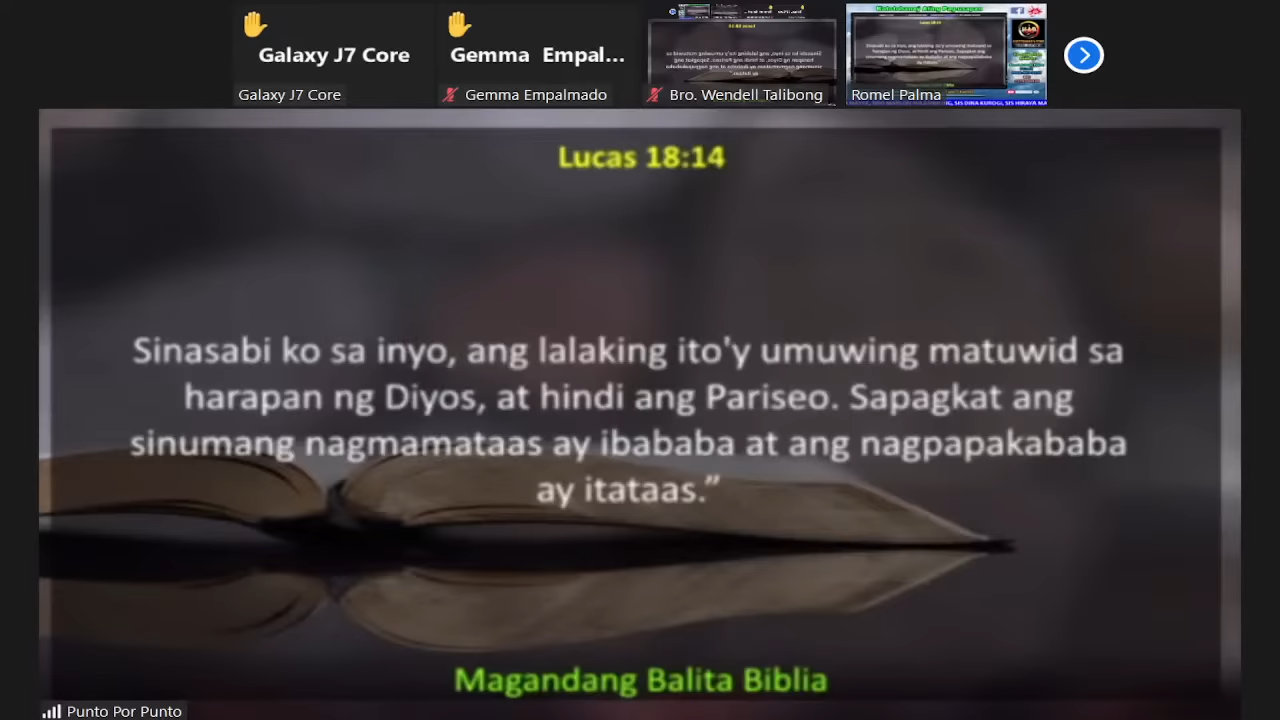 Galaxy J7 Core
Gemma Empal...
Galaxy J7 Co
Gemma Empalmado
Bro. Wendell Talibong
Romel Palma
Lucas 18:14
Sinasabi ko sa inyo, ang lalaking ito'y umuwing matuwid sa
harapan ng Diyos, at hindi ang Pariseo. Sapagkat ang
sinumang nagmamataas ay ibababa at ang nagpapakababa
ay itataas.”
Magandang Balita Biblia
Punto Por Punto